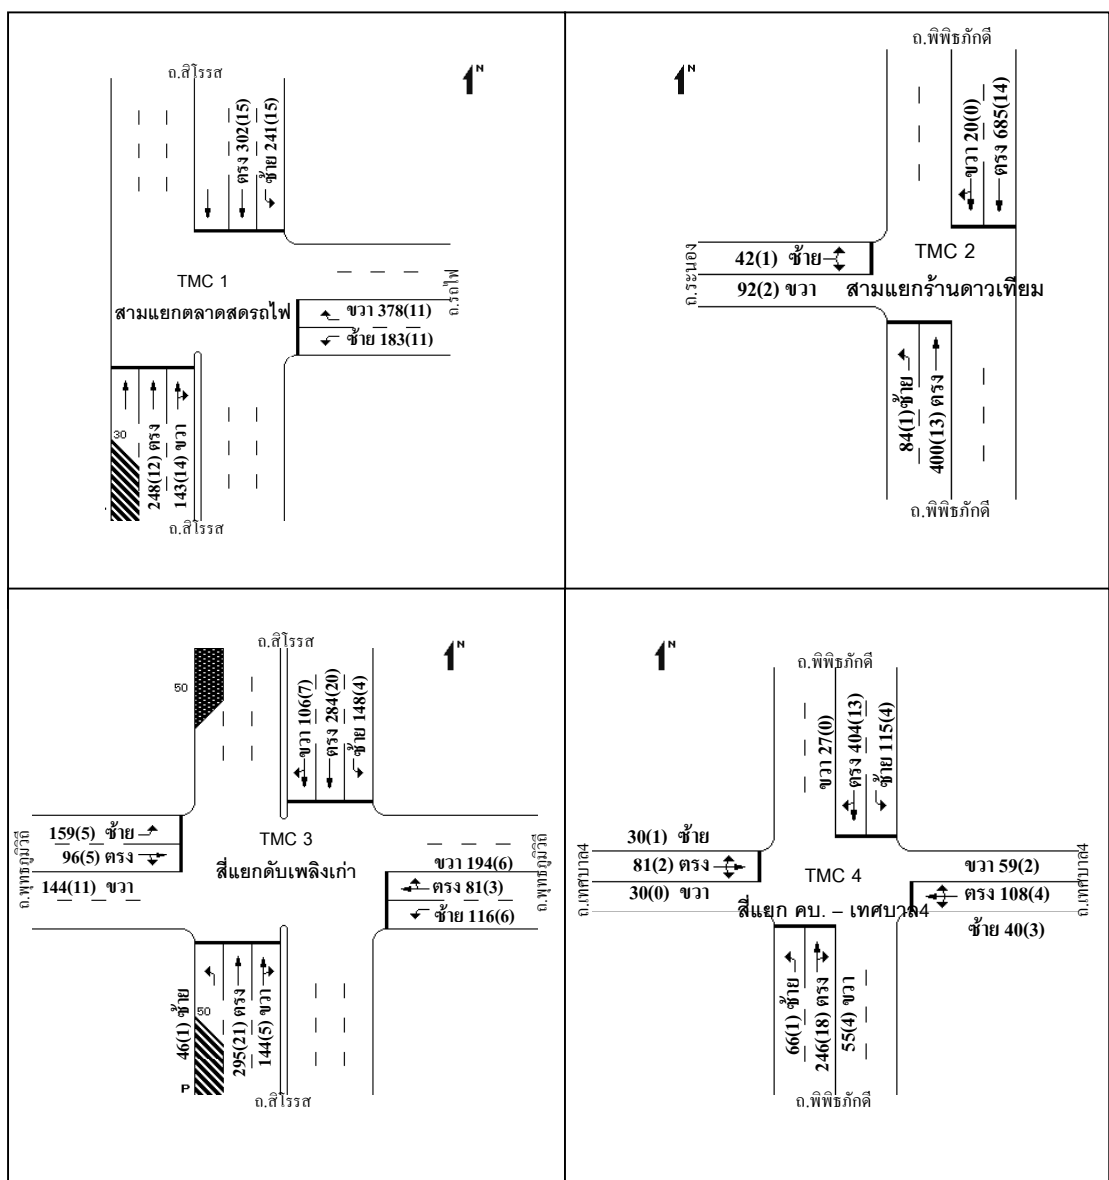 ถ.สิโรรส
N
ตรง 302(15)
ซ้าย 241(15)
TMC 1
สามแยกตลาดสดรถไฟ
ขวา 378(11)
ซ้าย 183(11)
ถ.รถไฟ
30
248(12) ตรง
143(14) ขวา
ถ.สิโรรส
ถ.พิพิธภักดี
N
ขวา 20(0)
ตรง 685(14)
ถ.ระนอง
42(1) ซ้าย
92(2) ขวา
TMC 2
สามแยกร้านดาวเทียม
84(1) ซ้าย
400(13) ตรง
ถ.พิพิธภักดี
ถ.สิโรรส
N
50
ขวา 106(7)
ตรง 284(20)
ซ้าย 148(4)
ถ.พุทธภูมิวิถี
159(5) ซ้าย
96(5) ตรง
144(11) ขวา
TMC 3
สี่แยกดับเพลิงเก่า
ขวา 194(6)
ตรง 81(3)
ซ้าย 116(6)
ถ.พุทธภูมิวิถี
46(1) ซ้าย
50
295(21) ตรง
144(5) ขวา
P
ถ.สิโรรส
N
ถ.พิพิธภักดี
ขวา 27(0)
ตรง 404(13)
ซ้าย 115(4)
ถ.เทศบาล4
30(1) ซ้าย
81(2) ตรง
30(0) ขวา
TMC 4
สี่แยก คบ. – เทศบาล4
ขวา 59(2)
ตรง 108(4)
ซ้าย 40(3)
ถ.เทศบาล4
66(1) ซ้าย
246(18) ตรง
55(4) ขวา
ถ.พิพิธภักดี